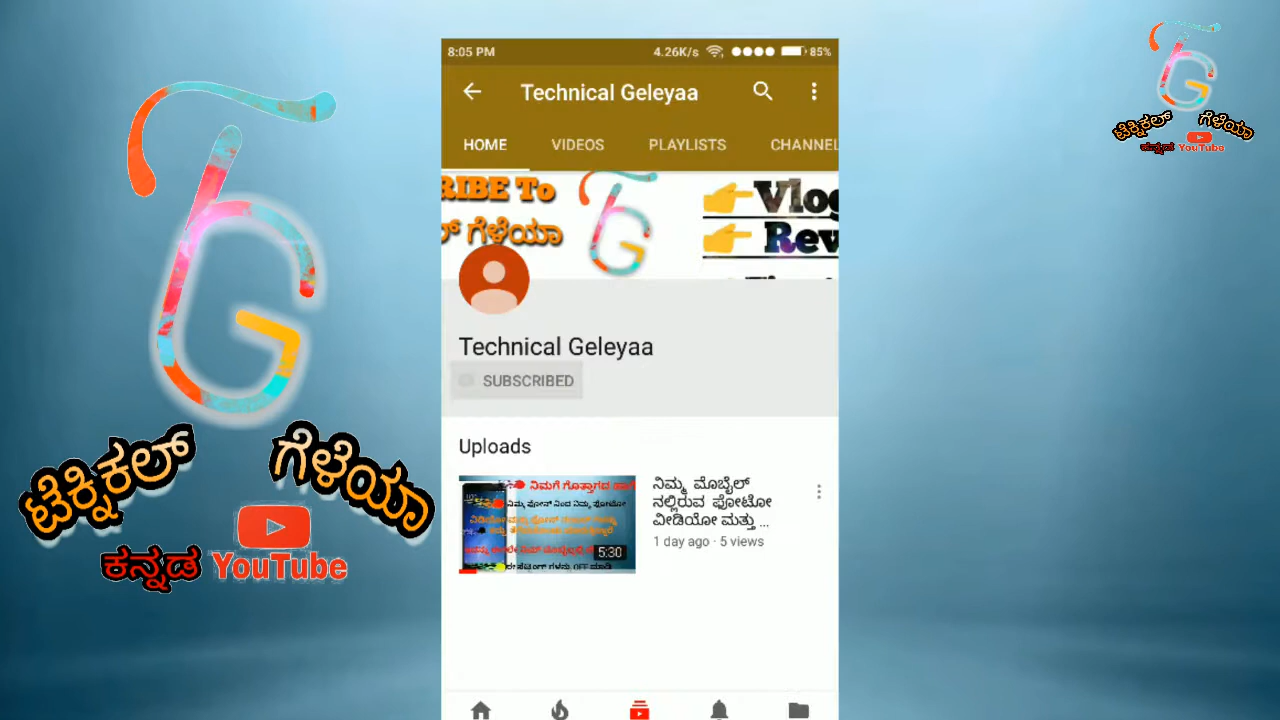 8:05 PM 4.26K/s 85%
Technical Geleyaa
HOME VIDEOS PLAYLISTS CHANNEL
RIBE To
ಲ್ ಗೆಳೆಯಾ
Vlog
Rev
Technical Geleyaa
SUBSCRIBED
Uploads
ನಿಮಗೆ ಗೊತ್ತಾಗದ ಹಾಗೆ
5:30
ನಿಮ್ಮ ಮೊಬೈಲ್
ನಲ್ಲಿರುವ ಫೋಟೋ
ವೀಡಿಯೋ ಮತ್ತು ...
1 day ago · 5 views
TG
ಟೆಕ್ನಿಕಲ್ ಗೆಳೆಯಾ
ಕನ್ನಡ YouTube
TG
ಟೆಕ್ನಿಕಲ್ ಗೆಳೆಯಾ
ಕನ್ನಡ YouTube